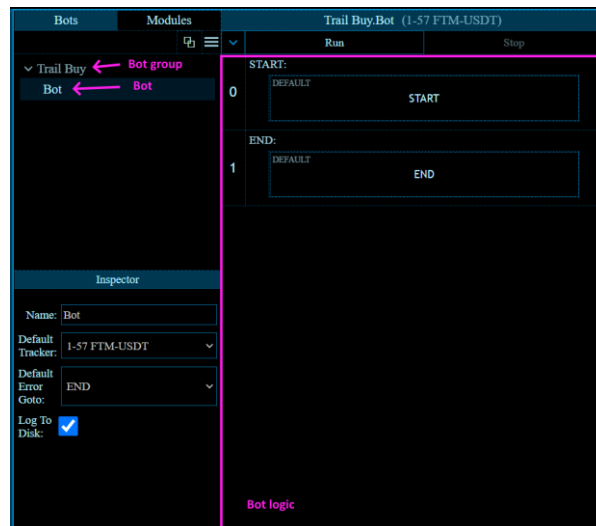 Bots
Modules
Trail Buy.Bot (1-57 FTM-USDT)
Run
Stop
Trail Buy
Bot group
Bot
Bot
START:
0
DEFAULT
START
END:
1
DEFAULT
END
Inspector
Name: Bot
Default
Tracker:
1-57 FTM-USDT
Default
Error
Goto:
END
Log To
Disk:
Bot logic